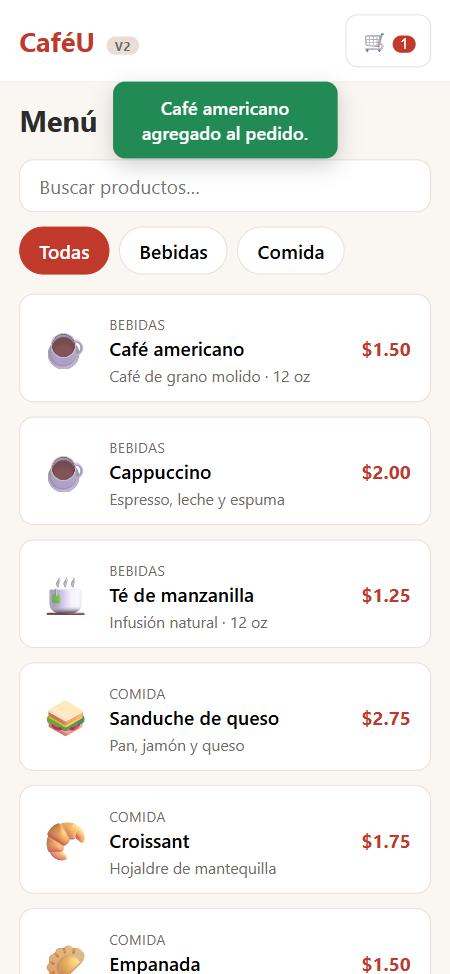 CaféU
V2
1
Menú
Café americano
agregado al pedido.
Buscar productos...
Todas
Bebidas
Comida
BEBIDAS
Café americano
$1.50
Café de grano molido · 12 oz
BEBIDAS
Cappuccino
$2.00
Espresso, leche y espuma
BEBIDAS
Té de manzanilla
$1.25
Infusión natural · 12 oz
COMIDA
Sanduche de queso
$2.75
Pan, jamón y queso
COMIDA
Croissant
$1.75
Hojaldre de mantequilla
COMIDA
Empanada
$1.50